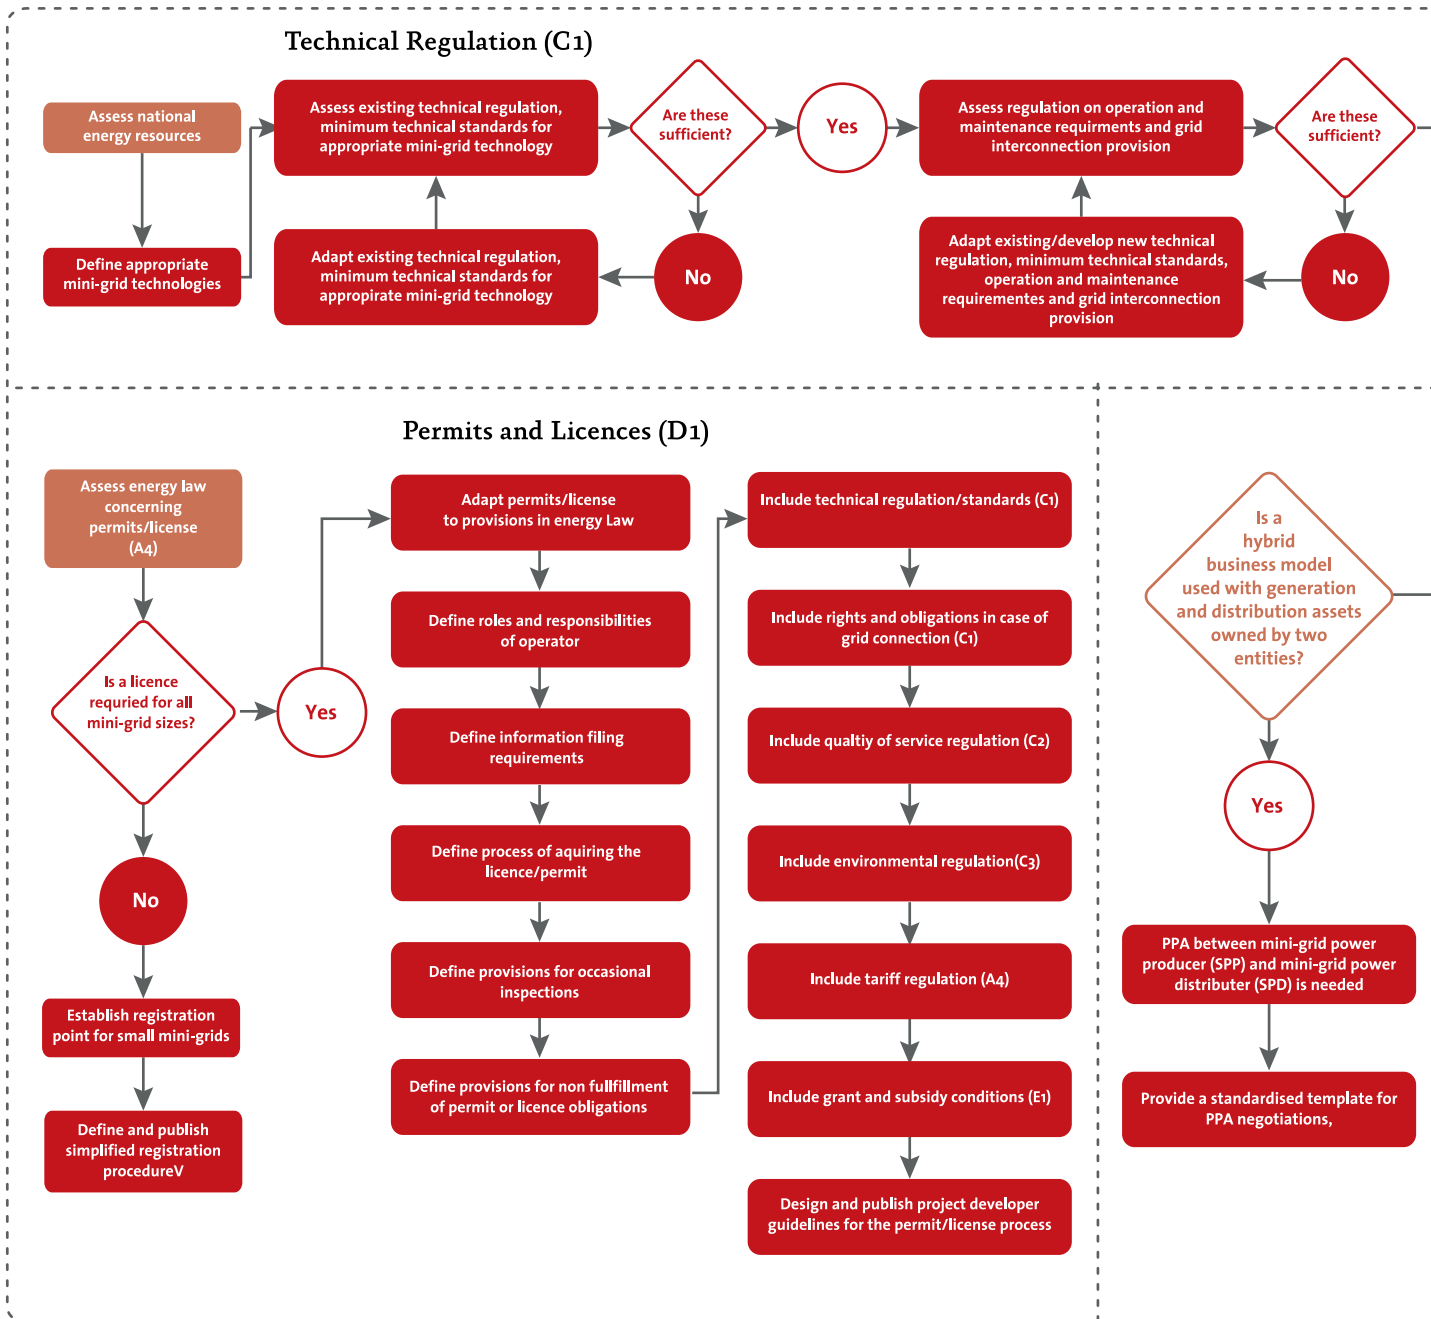 Technical Regulation (C1)
Assess national
energy resources
Define appropriate
mini-grid technologies
Assess existing technical regulation,
minimum technical standards for
appropriate mini-grid technology
Adapt existing technical regulation,
minimum technical standards for
appropirate mini-grid technology
Are these
sufficient?
No
Yes
Assess regulation on operation and
maintenance requirments and grid
interconnection provision
Adapt existing/develop new technical
regulation, minimum technical standards,
operation and maintenance
requirementes and grid interconnection
provision
Are these
sufficient?
No
Permits and Licences (D1)
Assess energy law
concerning
permits/license
(A4)
Is a licence
requried for all
mini-grid sizes?
Yes
No
Establish registration
point for small mini-grids
Define and publish
simplified registration
procedureV
Adapt permits/license
to provisions in energy Law
Define roles and responsibilities
of operator
Define information filing
requirements
Define process of aquiring the
licence/permit
Define provisions for occasional
inspections
Define provisions for non fullfillment
of permit or licence obligations
Include technical regulation/standards (C1)
Include rights and obligations in case of
grid connection (C1)
Include qualtiy of service regulation (C2)
Include environmental regulation(C3)
Include tariff regulation (A4)
Include grant and subsidy conditions (E1)
Design and publish project developer
guidelines for the permit/license process
Is a
hybrid
business model
used with generation
and distribution assets
owned by two
entities?
Yes
PPA between mini-grid power
producer (SPP) and mini-grid power
distributer (SPD) is needed
Provide a standardised template for
PPA negotiations,